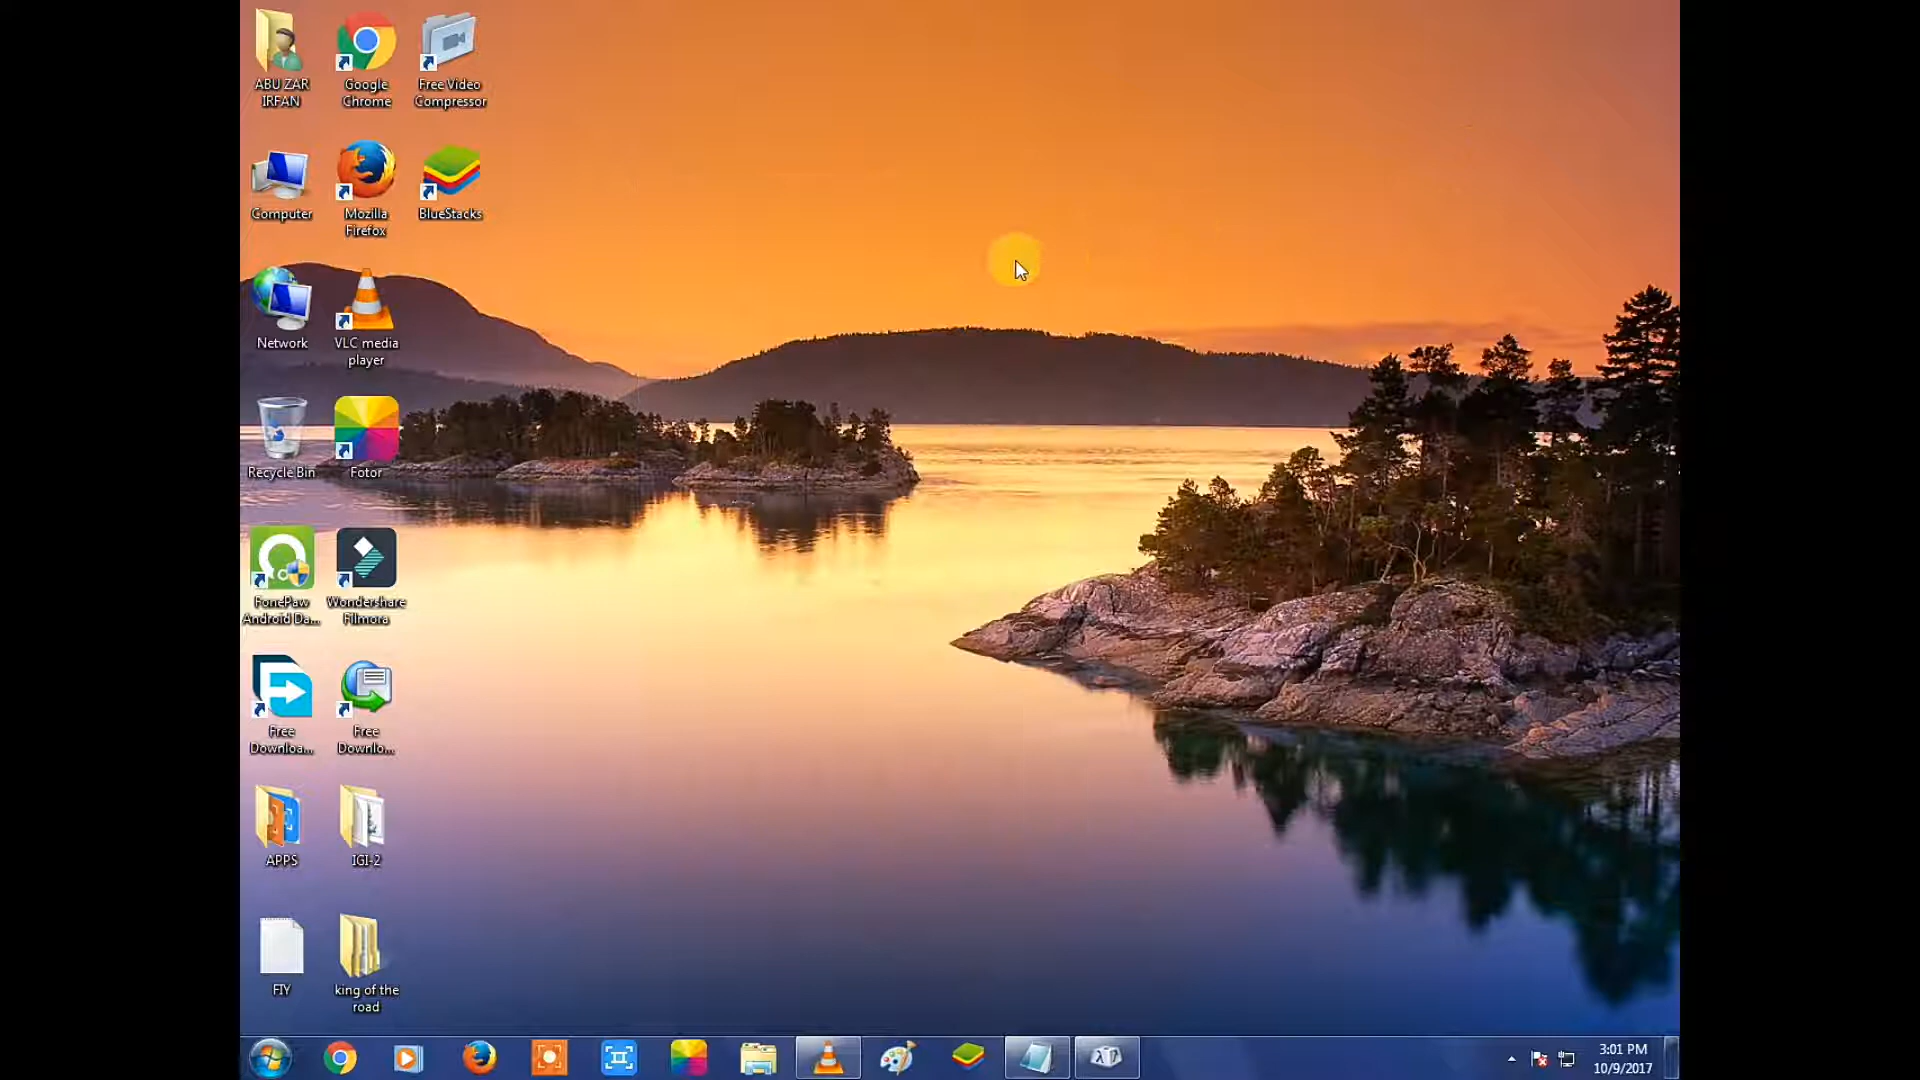 ABU ZAR
IRFAN
Google
Chrome
Free Video
Compressor
Computer
Mozilla
Firefox
BlueStacks
Network
VLC media
player
Recycle Bin
Fotor
FonePaw
Android Da...
Wondershare
Filmora
Free
Downloa...
Free
Downlo...
APPS
IGI-2
FIY
king of the
road
3:01 PM
10/9/2017